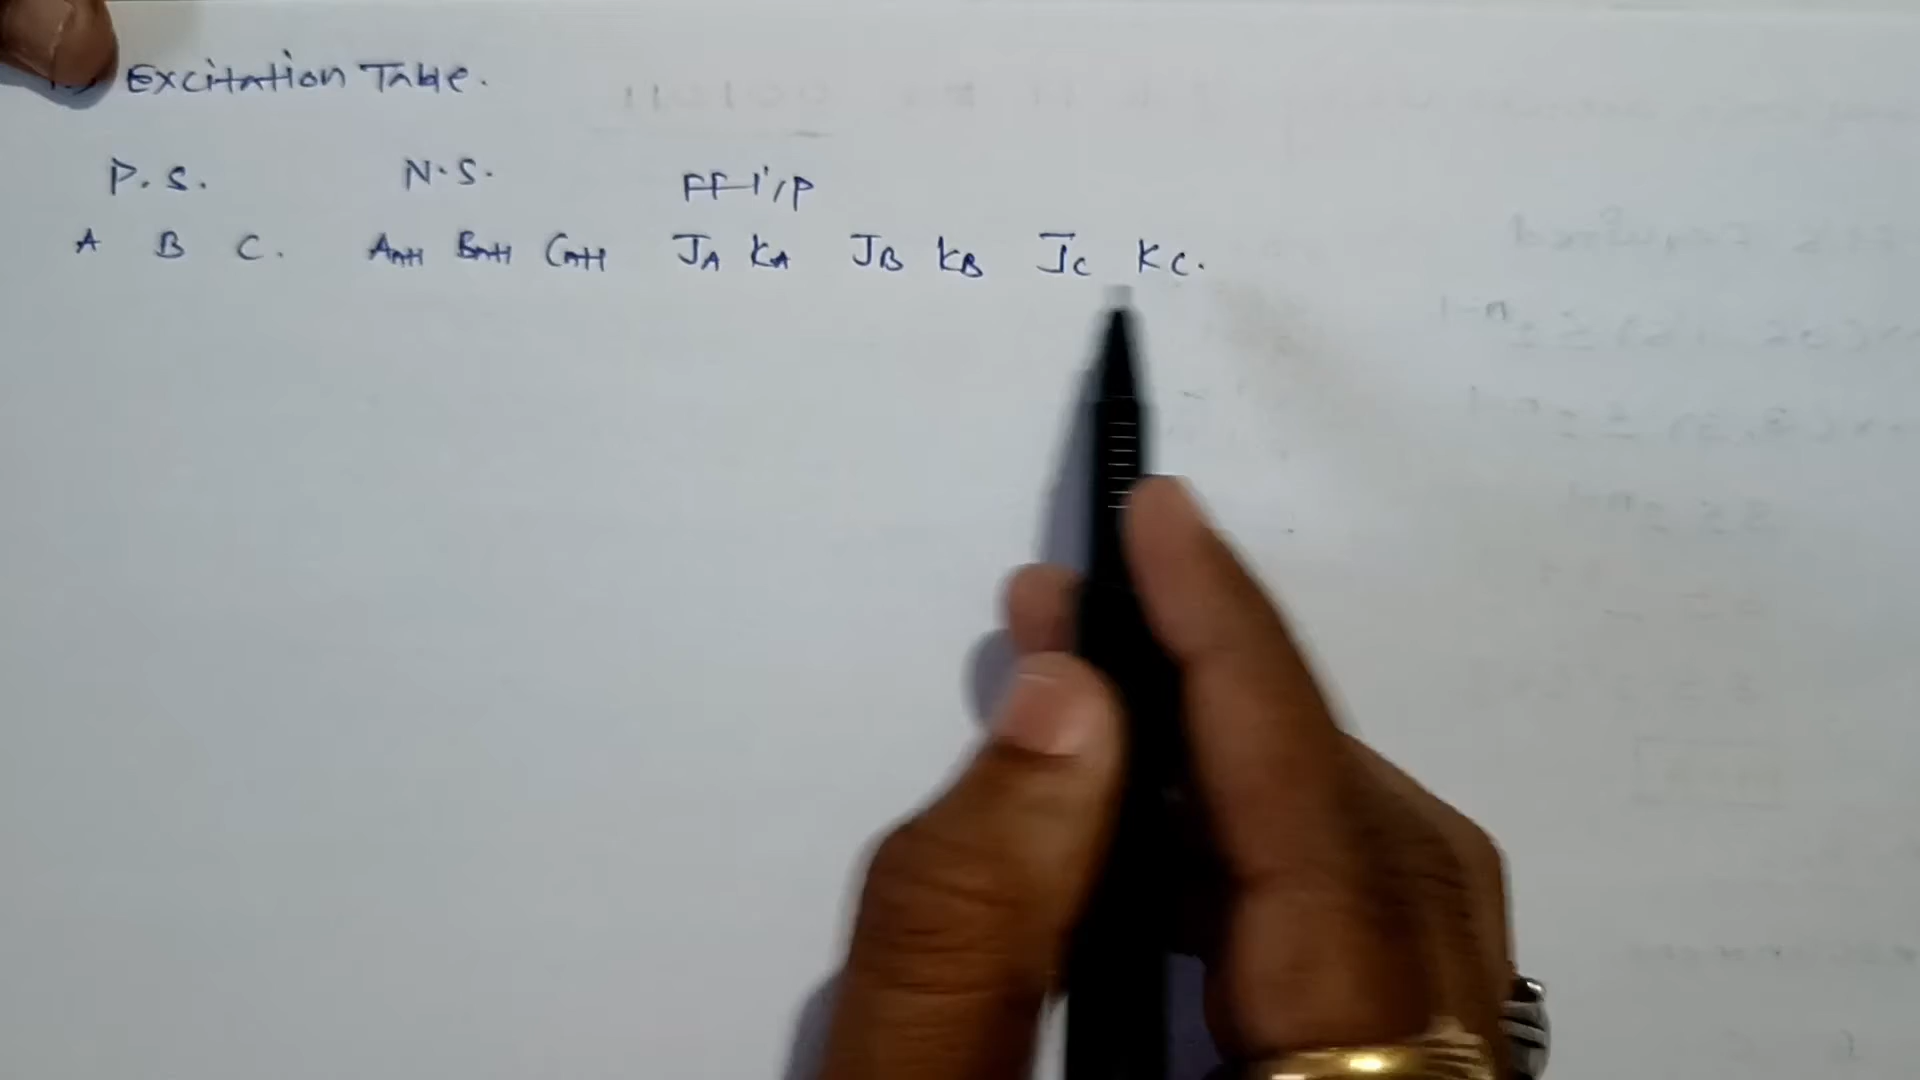 Excitation Table.
P. S. N. S. FF I/P
A B C. An+1 Bn+1 Cn+1 JA KA JB KB JC KC.